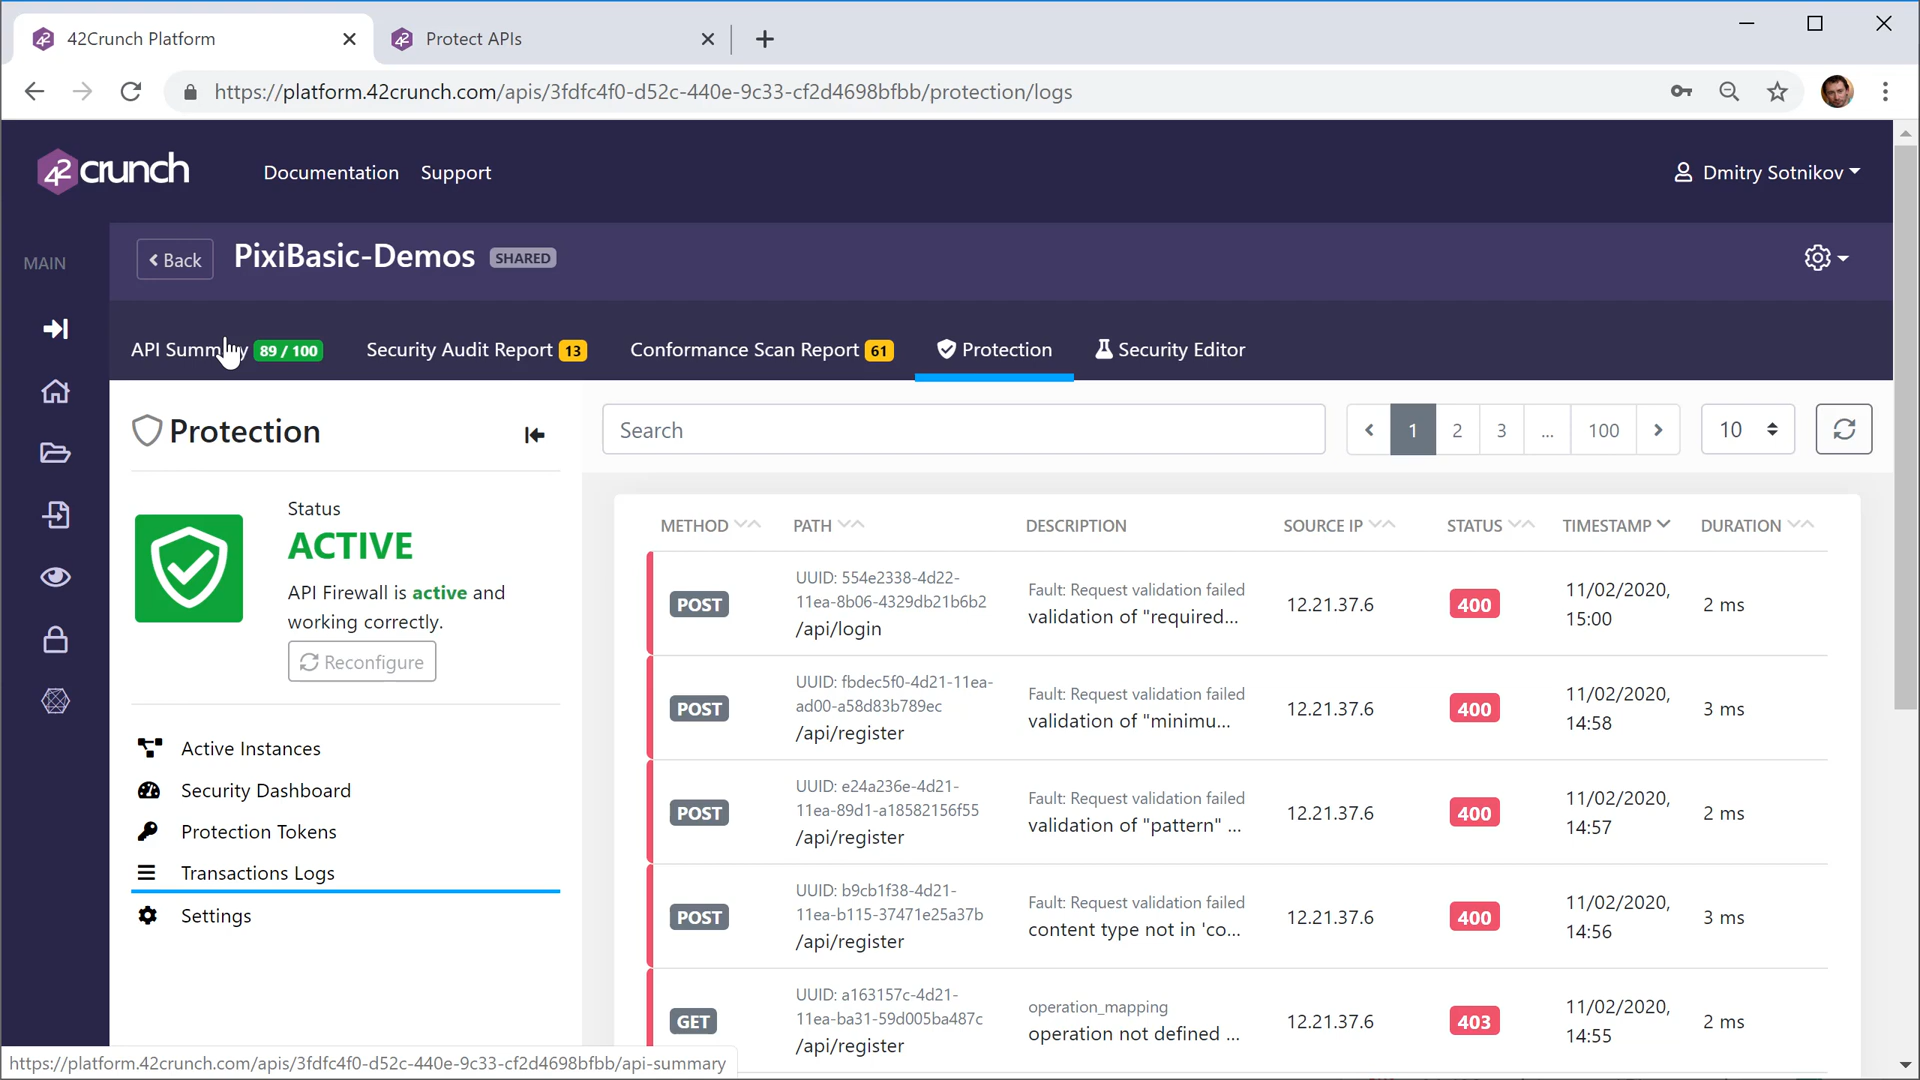 42Crunch Platform
Protect APIs
https://platform.42crunch.com/apis/3fdfc4f0-d52c-440e-9c33-cf2d4698bfbb/protection/logs
42 crunch
Documentation
Support
Dmitry Sotnikov
MAIN
Back
PixiBasic-Demos
SHARED
API Summary 89 / 100
Security Audit Report 13
Conformance Scan Report 61
Protection
Security Editor
Protection
Status
ACTIVE
API Firewall is active and
working correctly.
Reconfigure
Active Instances
Security Dashboard
Protection Tokens
Transactions Logs
Settings
Search
1 2 3 ... 100
10
METHOD PATH DESCRIPTION SOURCE IP STATUS TIMESTAMP DURATION
POST
UUID: 554e2338-4d22-
11ea-8b06-4329db21b6b2
/api/login
Fault: Request validation failed
validation of "required...
12.21.37.6
400
11/02/2020,
15:00
2 ms
POST
UUID: fbdec5f0-4d21-11ea-
ad00-a58d83b789ec
/api/register
Fault: Request validation failed
validation of "minimu...
12.21.37.6
400
11/02/2020,
14:58
3 ms
POST
UUID: e24a236e-4d21-
11ea-89d1-a18582156f55
/api/register
Fault: Request validation failed
validation of "pattern" ...
12.21.37.6
400
11/02/2020,
14:57
2 ms
POST
UUID: b9cb1f38-4d21-
11ea-b115-37471e25a37b
/api/register
Fault: Request validation failed
content type not in 'co...
12.21.37.6
400
11/02/2020,
14:56
3 ms
GET
UUID: a163157c-4d21-
11ea-ba31-59d005ba487c
/api/register
operation_mapping
operation not defined ...
12.21.37.6
403
11/02/2020,
14:55
2 ms
https://platform.42crunch.com/apis/3fdfc4f0-d52c-440e-9c33-cf2d4698bfbb/api-summary